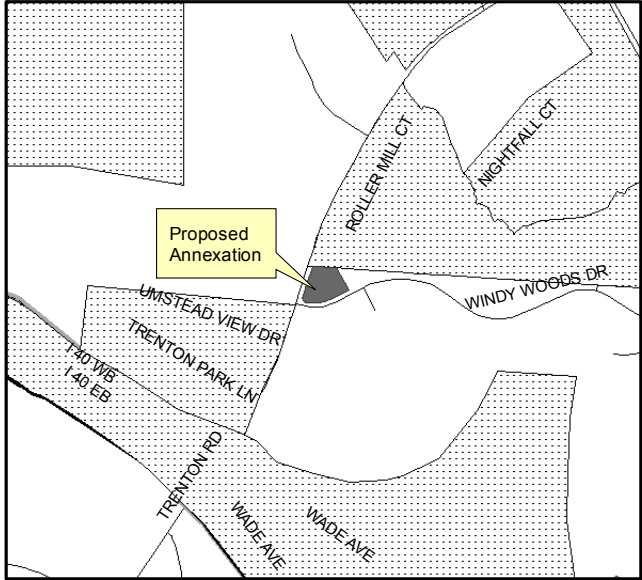 ROLLER MILL CT
NIGHTFALL CT
Proposed
Annexation
WINDY WOODS DR
UMSTEAD VIEW DR
TRENTON PARK LN
I 40 WB
I 40 EB
TRENTON RD
WADE AVE
WADE AVE